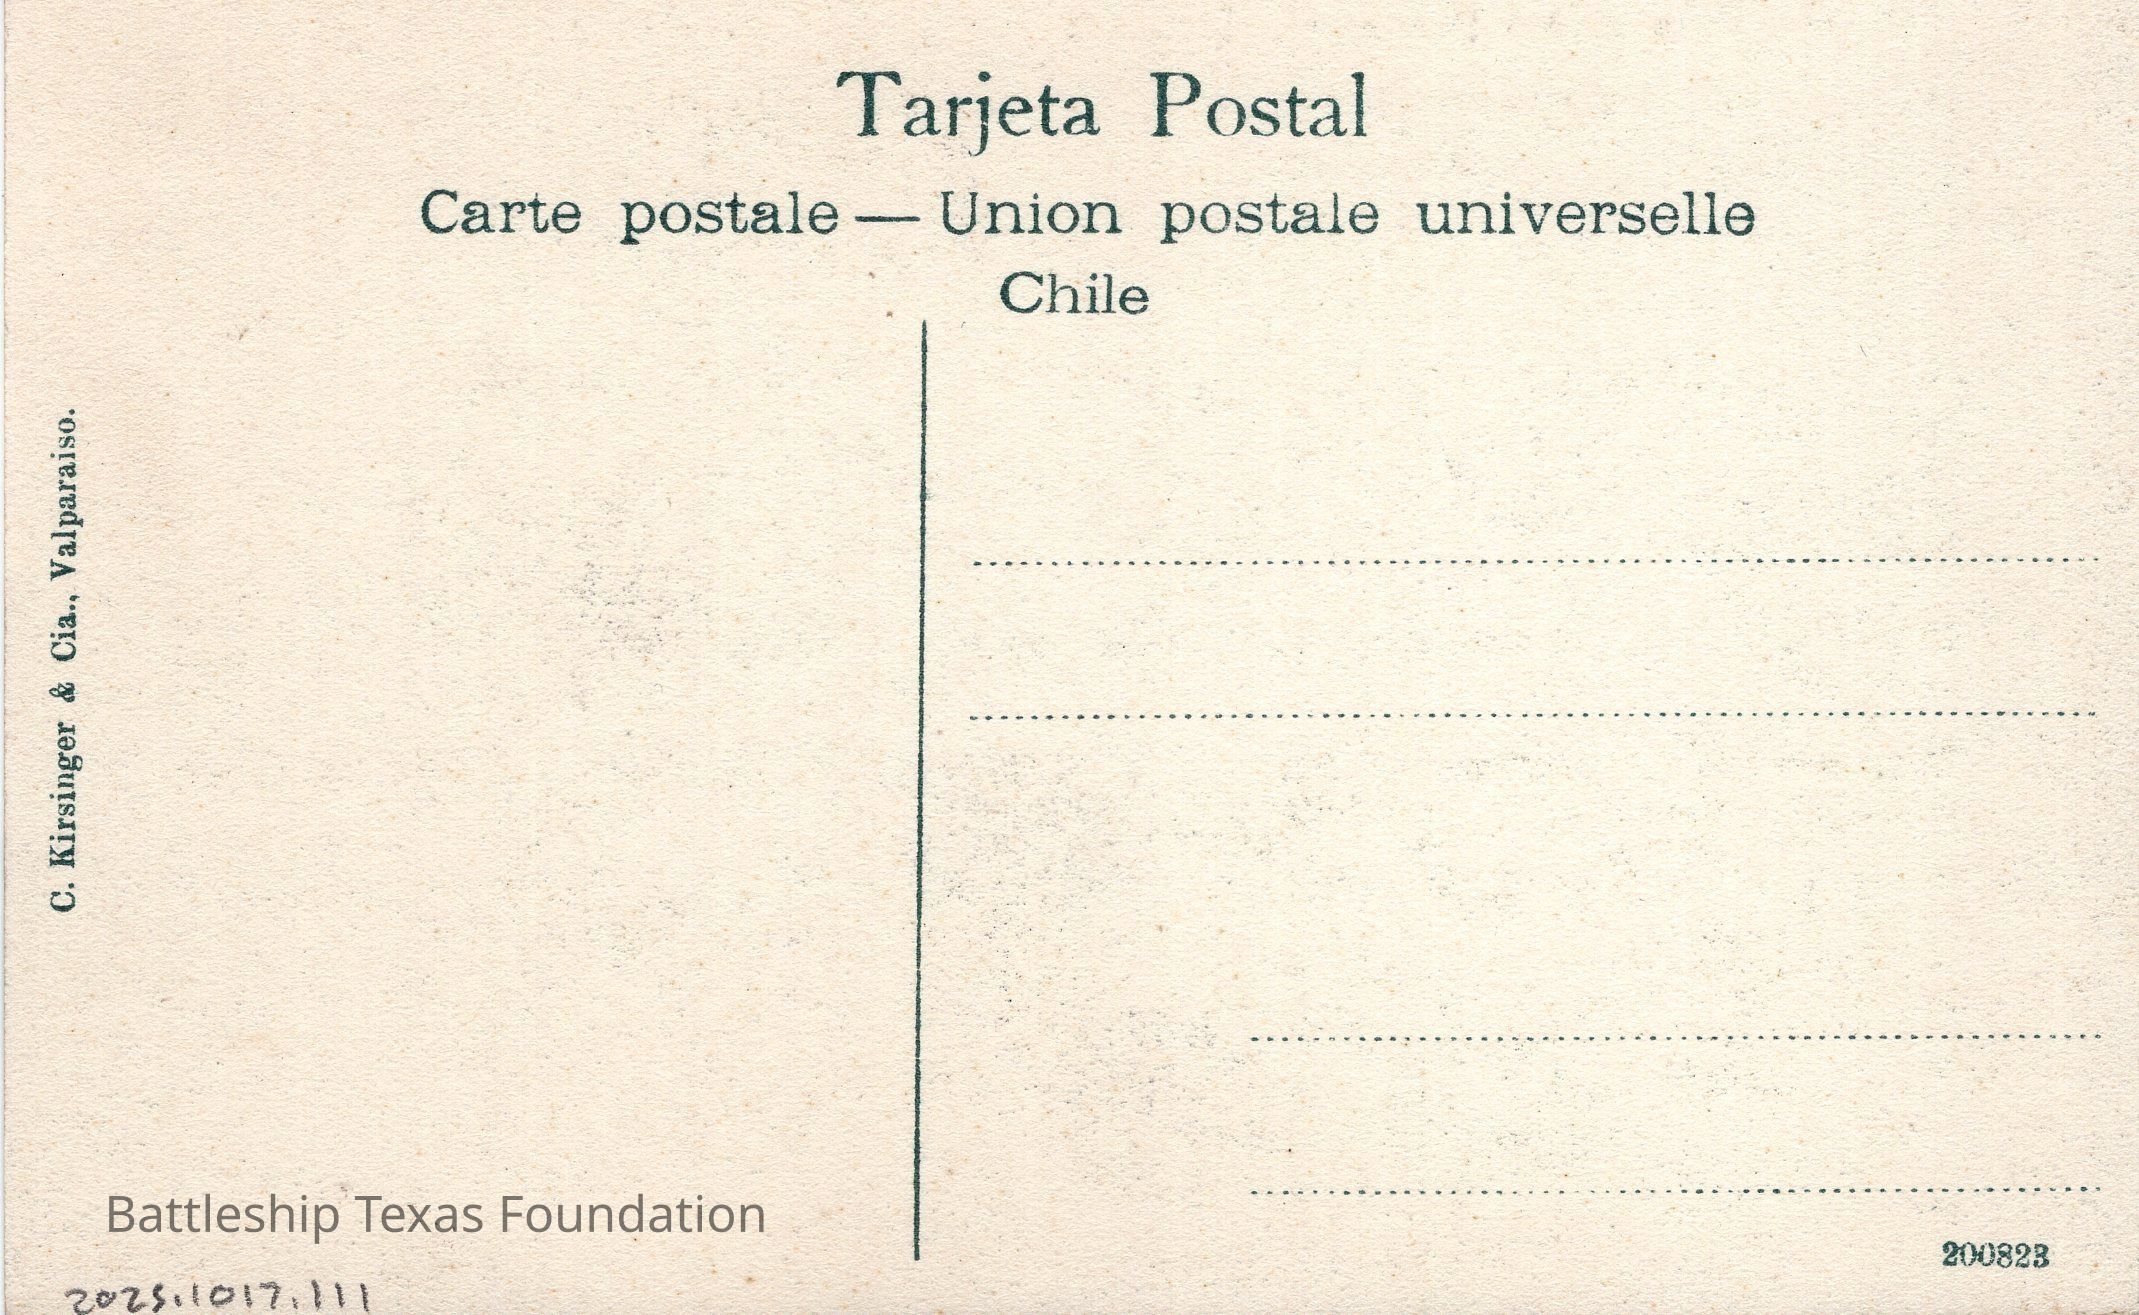 Tarjeta Postal
Carte postale — Union postale universelle
Chile
C. Kirsinger & Cia., Valparaiso.
Battleship Texas Foundation
200823
2025.1017.111